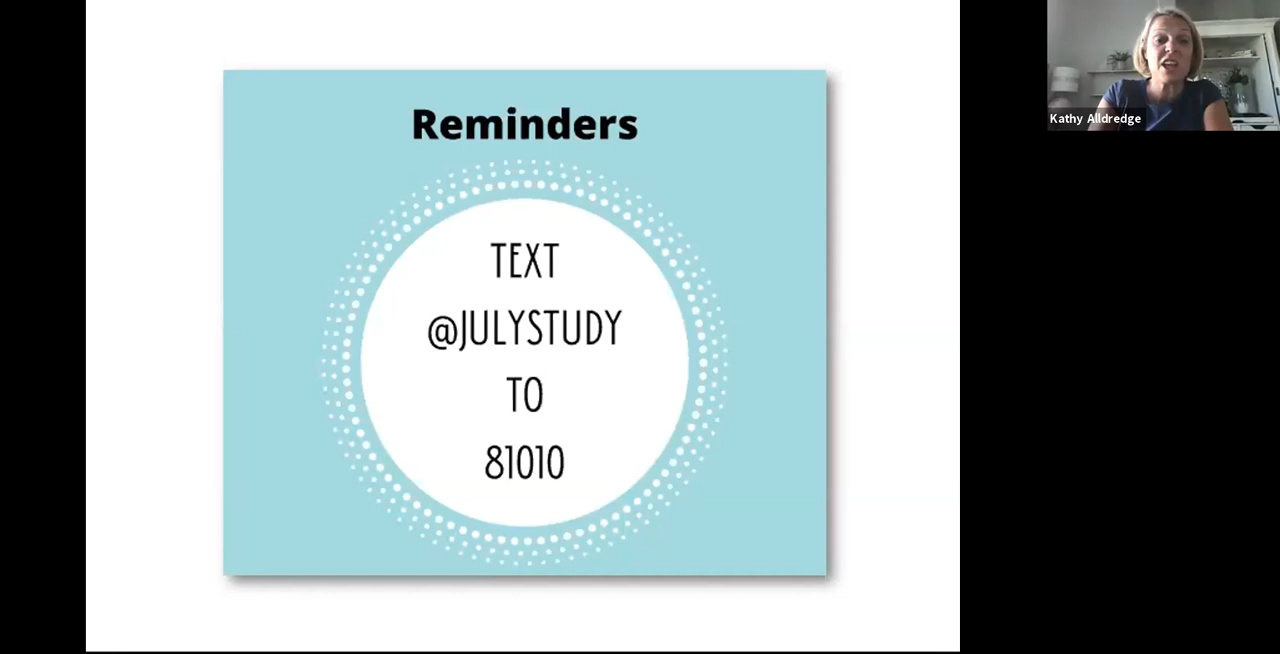 Reminders
TEXT
@JULYSTUDY
TO
81010
Kathy Alldredge